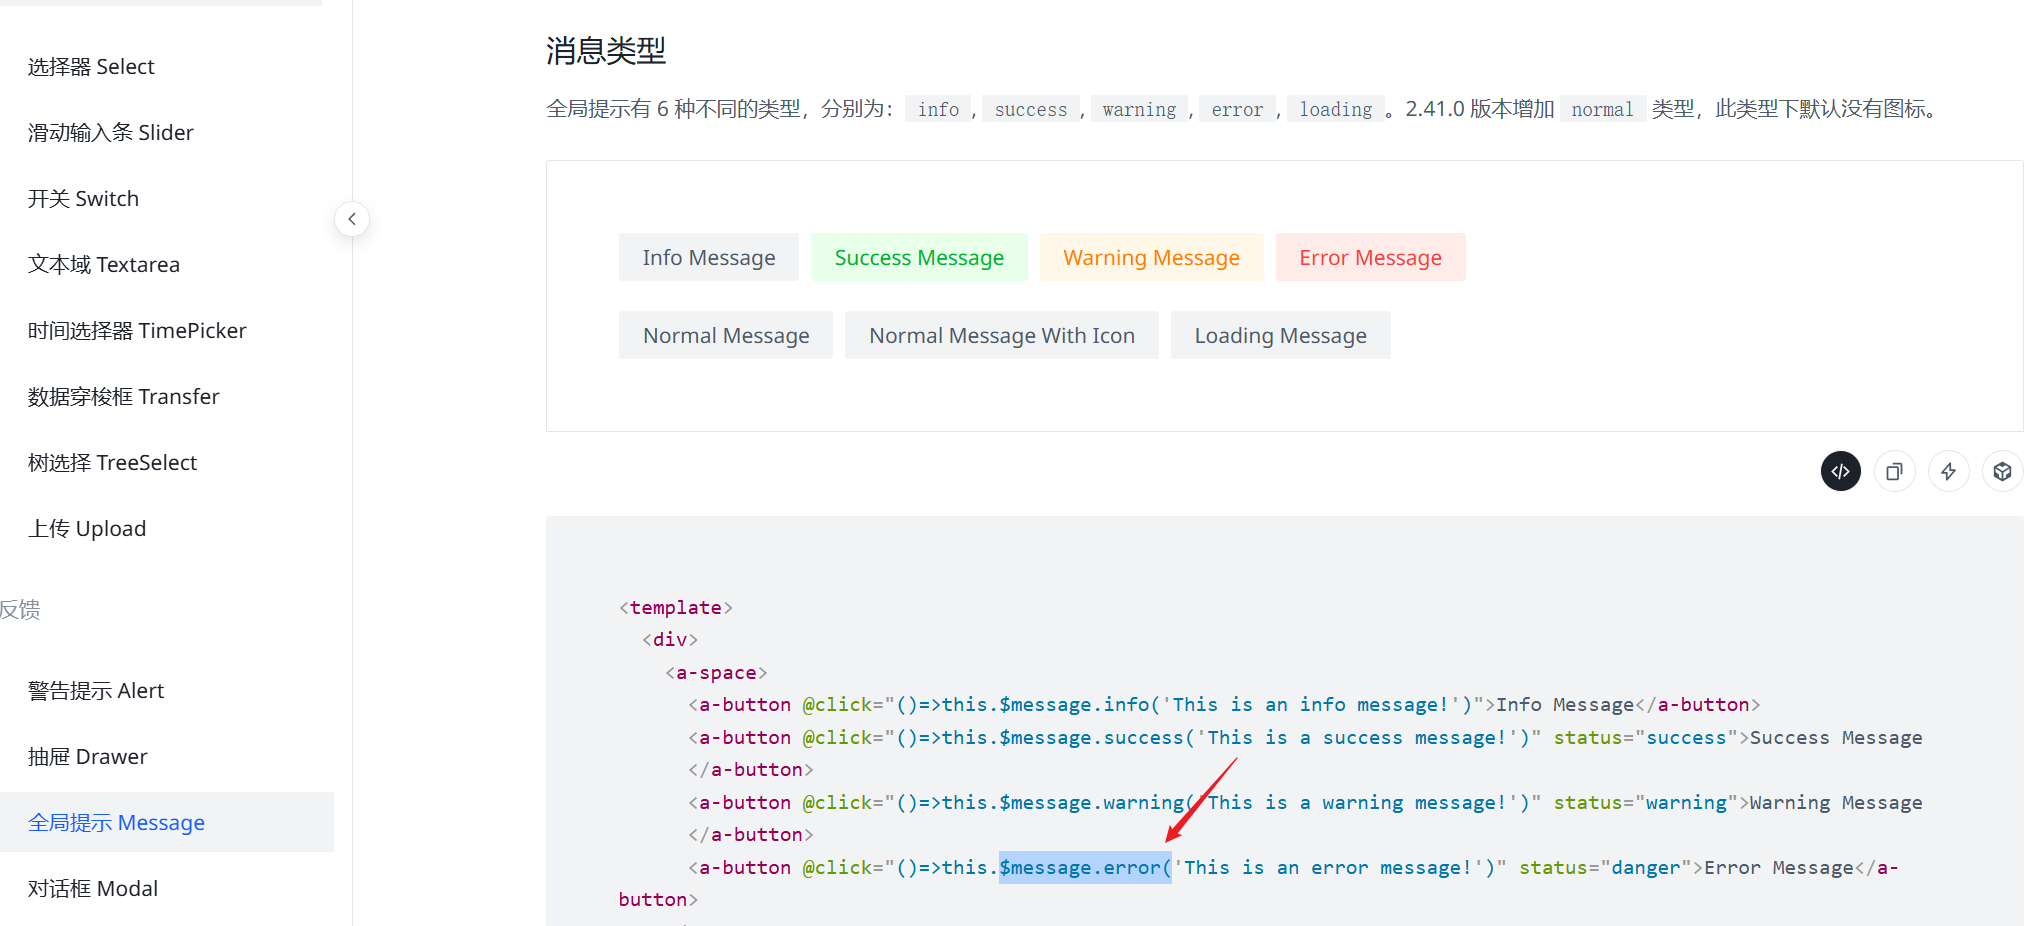 选择器 Select
滑动输入条 Slider
开关 Switch
文本域 Textarea
时间选择器 TimePicker
数据穿梭框 Transfer
树选择 TreeSelect
上传 Upload
反馈
警告提示 Alert
抽屉 Drawer
全局提示 Message
对话框 Modal
消息类型
全局提示有 6 种不同的类型，分别为： info , success , warning , error , loading 。2.41.0 版本增加 normal 类型，此类型下默认没有图标。
Info Message Success Message Warning Message Error Message
Normal Message Normal Message With Icon Loading Message
<template>
<div>
<a-space>
<a-button @click="()=>this.$message.info('This is an info message!')">Info Message</a-button>
<a-button @click="()=>this.$message.success('This is a success message!')" status="success">Success Message
</a-button>
<a-button @click="()=>this.$message.warning('This is a warning message!')" status="warning">Warning Message
</a-button>
<a-button @click="()=>this.$message.error('This is an error message!')" status="danger">Error Message</a-
button>